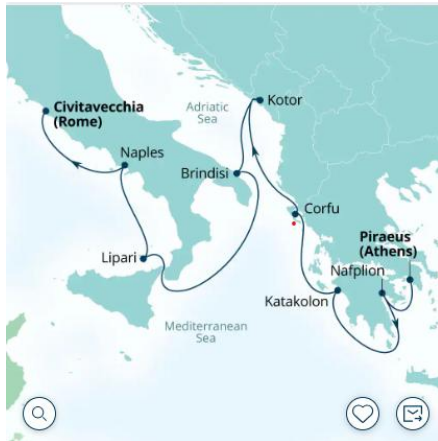 Civitavecchia
(Rome)
Adriatic
Sea
Kotor
Naples
Brindisi
Corfu
Piraeus
(Athens)
Nafplion
Lipari
Katakolon
Mediterranean
Sea